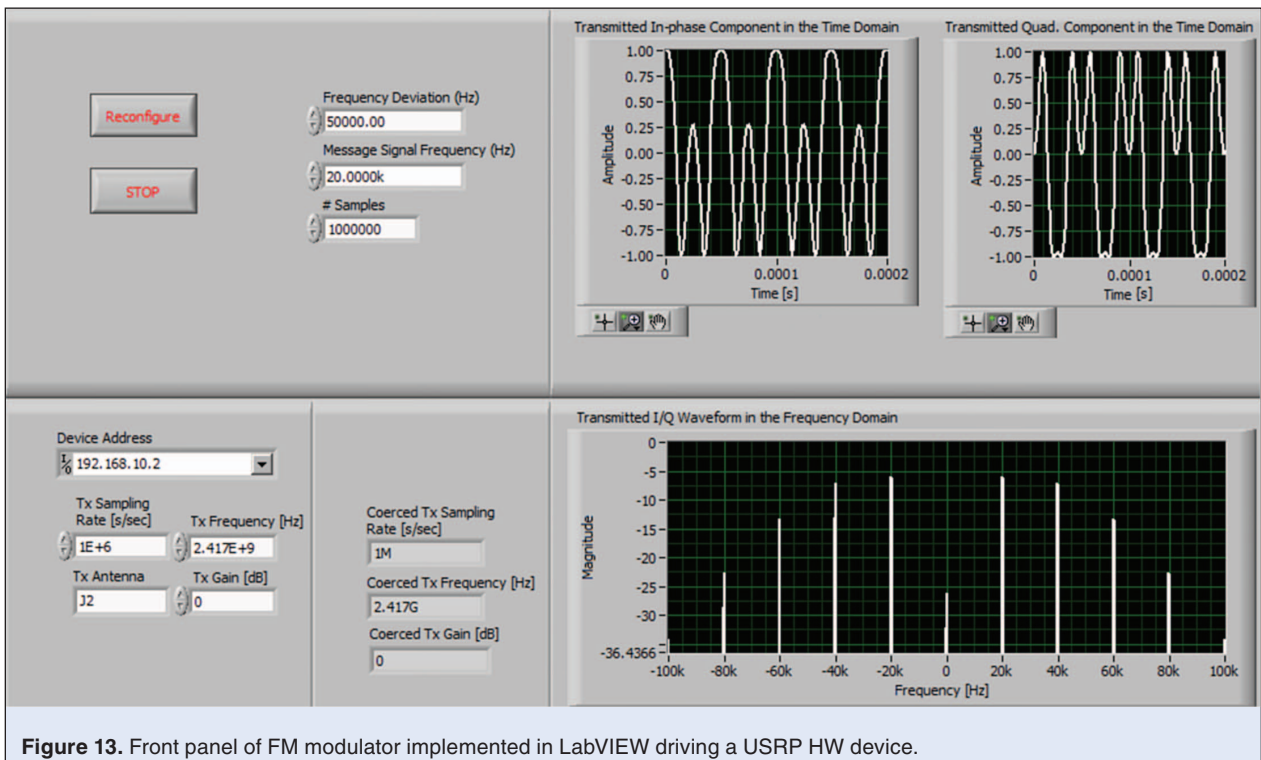 Reconfigure
STOP
Frequency Deviation (Hz)
50000.00
Message Signal Frequency (Hz)
20.0000k
# Samples
1000000
Transmitted In-phase Component in the Time Domain
Amplitude
1.00
0.75
0.50
0.25
0.00
-0.25
-0.50
-0.75
-1.00
0
0.0001
0.0002
Time [s]
Transmitted Quad. Component in the Time Domain
Amplitude
1.00
0.75
0.50
0.25
0.00
-0.25
-0.50
-0.75
-1.00
0
0.0001
0.0002
Time [s]
Device Address
I/O 192.168.10.2
Tx Sampling
Rate [s/sec]
1E+6
Tx Frequency [Hz]
2.417E+9
Tx Antenna
J2
Tx Gain [dB]
0
Coerced Tx Sampling
Rate [s/sec]
1M
Coerced Tx Frequency [Hz]
2.417G
Coerced Tx Gain [dB]
0
Transmitted I/Q Waveform in the Frequency Domain
Magnitude
0
-5
-10
-15
-20
-25
-30
-36.4366
-100k
-80k
-60k
-40k
-20k
0
20k
40k
60k
80k
100k
Frequency [Hz]
Figure 13. Front panel of FM modulator implemented in LabVIEW driving a USRP HW device.